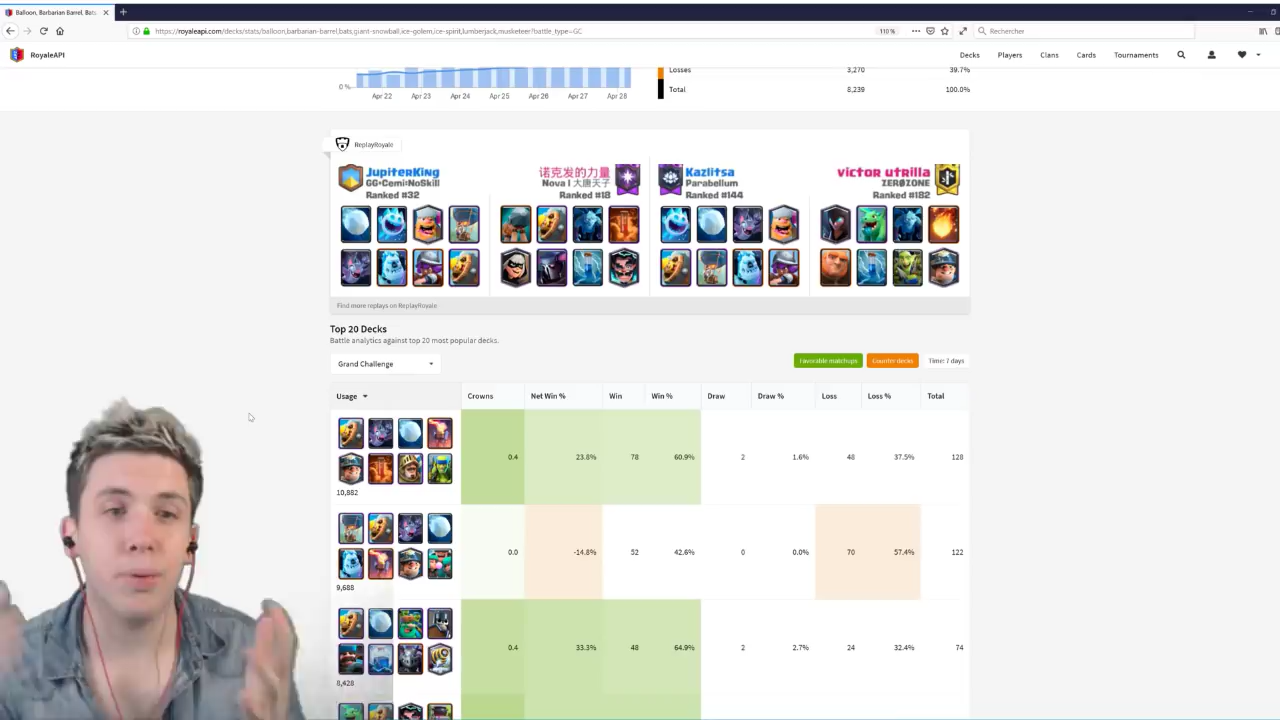 Balloon, Barbarian Barrel, Bats
https://royaleapi.com/decks/stats/balloon,barbarian-barrel,bats,giant-snowball,ice-golem,ice-spirit,lumberjack,musketeer?battle_type=GC
110 %
Rechercher
RoyaleAPI
Decks
Players
Clans
Cards
Tournaments
0 %
Apr 22
Apr 23
Apr 24
Apr 25
Apr 26
Apr 27
Apr 28
Losses 3,270 39.7%
Total 8,239 100.0%
ReplayRoyale
JupiterKing
GG•Cemi:NoSkill
Ranked #32
诺克发的力量
Nova l 大唐天子
Ranked #18
Kazlitsa
Parabellum
Ranked #144
victor utrilla
ZERØZONE
Ranked #182
Find more replays on ReplayRoyale
Top 20 Decks
Battle analytics against top 20 most popular decks.
Grand Challenge
Favorable matchups
Counter decks
Time: 7 days
Usage Crowns Net Win % Win Win % Draw Draw % Loss Loss % Total
0.4 23.8% 78 60.9% 2 1.6% 48 37.5% 128
10,882
0.0 -14.8% 52 42.6% 0 0.0% 70 57.4% 122
9,688
0.4 33.3% 48 64.9% 2 2.7% 24 32.4% 74
8,428